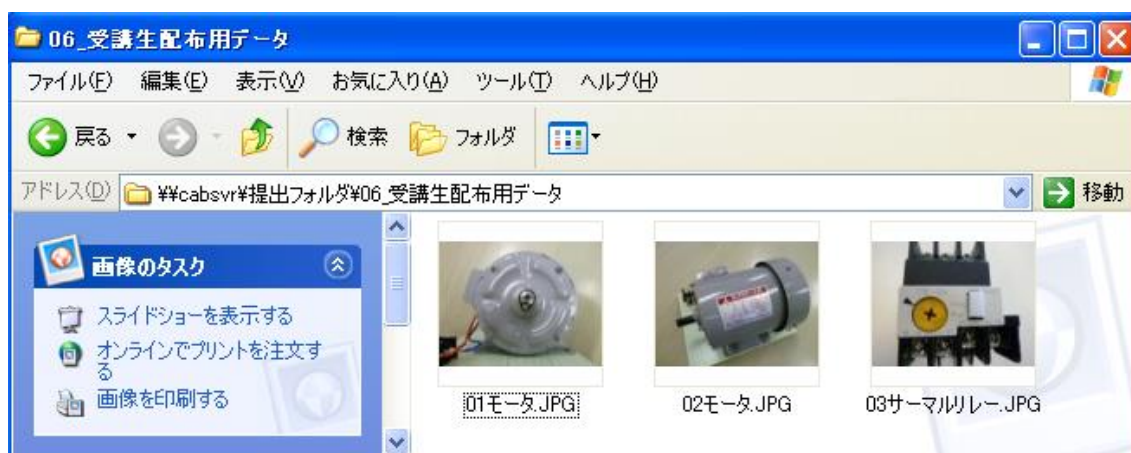 06_受講生配布用データ
ファイル(F) 編集(E) 表示(V) お気に入り(A) ツール(T) ヘルプ(H)
戻る 検索 フォルダ
アドレス(D) ¥¥cabsvr¥提出フォルダ¥06_受講生配布用データ 移動
画像のタスク
スライドショーを表示する
オンラインでプリントを注文す
る
画像を印刷する
01モータ.JPG 02モータ.JPG 03サーマルリレー.JPG